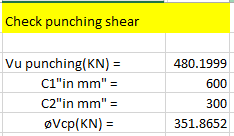 Check punching shear
Vu punching(KN) = 480.1999
C1"in mm" = 600
C2"in mm" = 300
øVcp(KN) = 351.8652